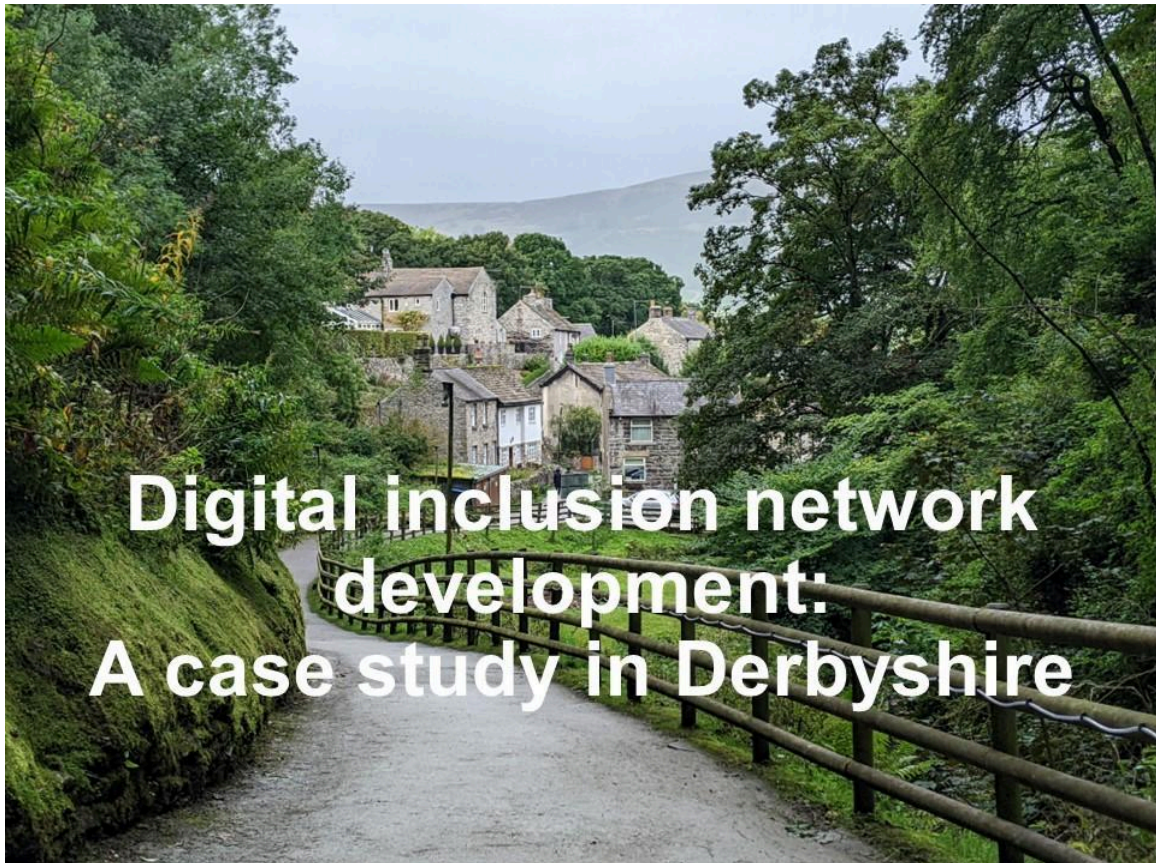 Digital inclusion network
development:
A case study in Derbyshire